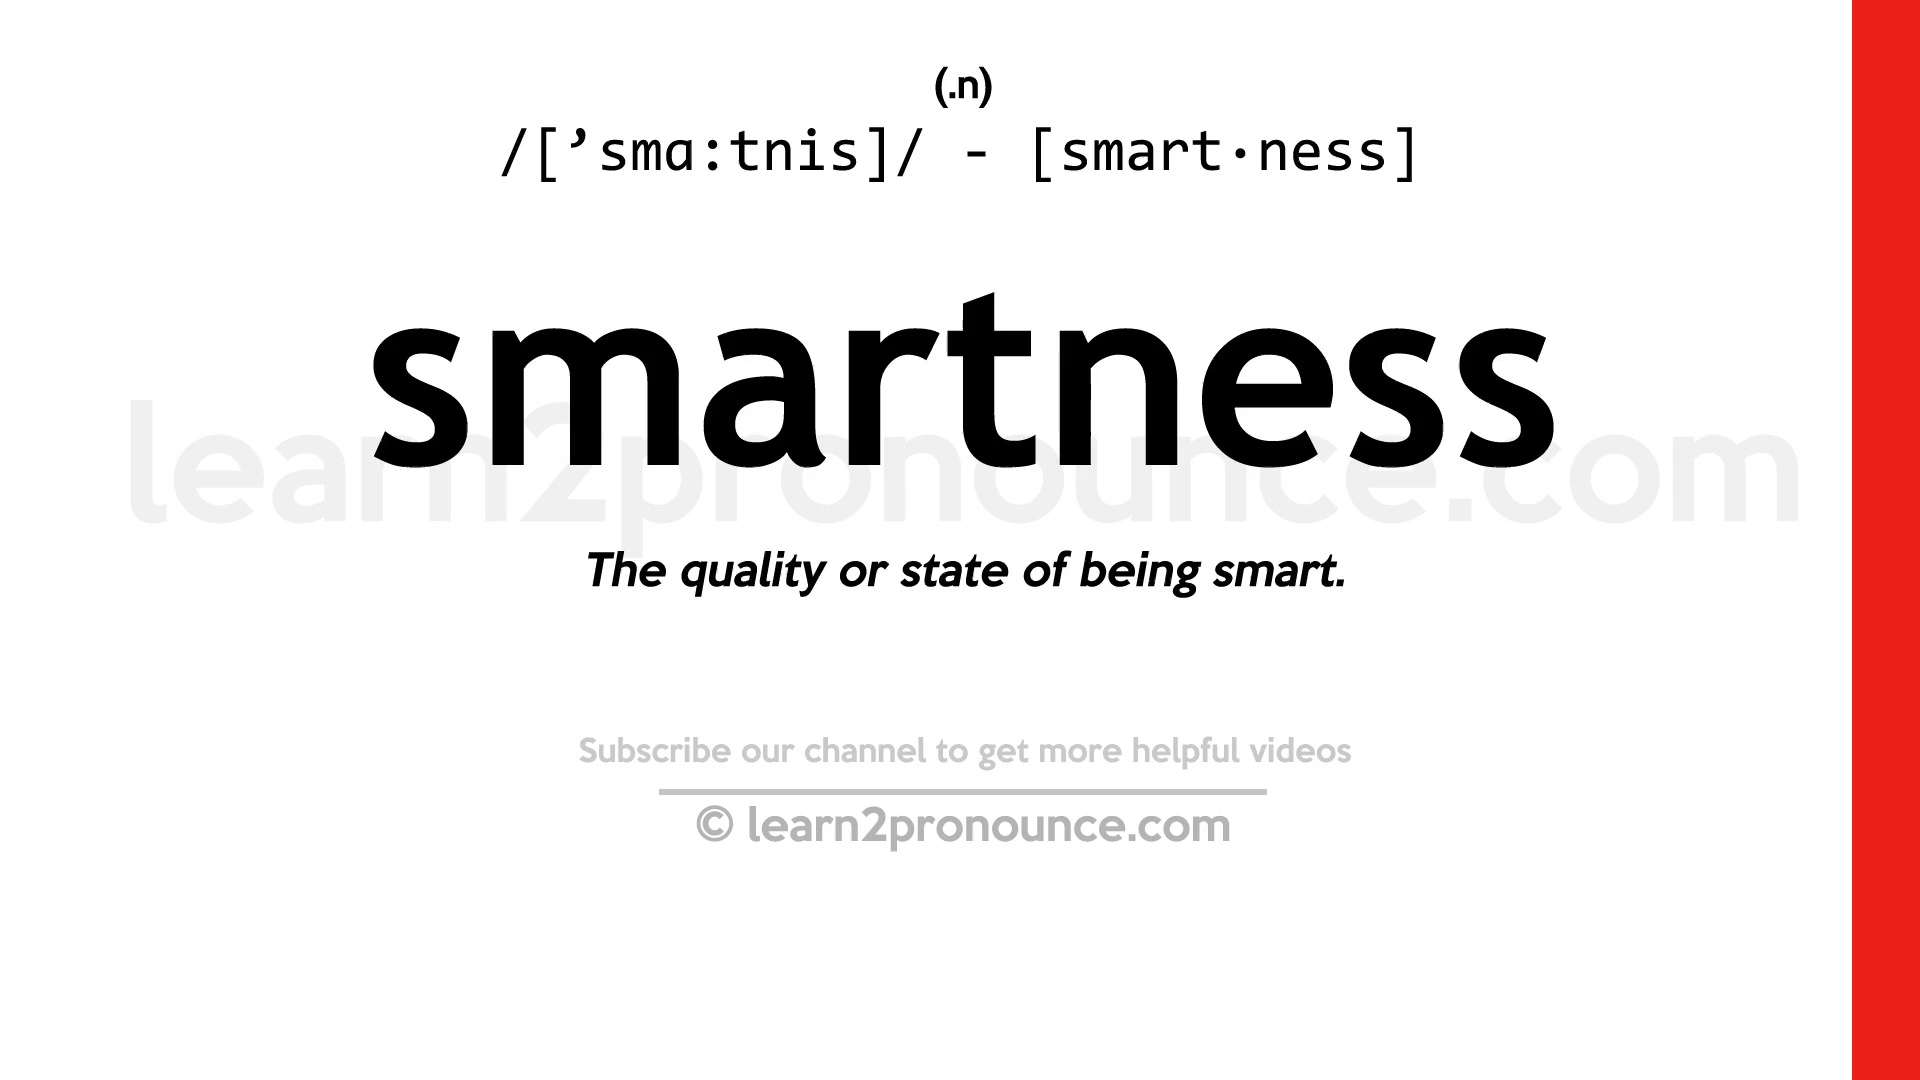 (.n)
/[’smɑ:tnis]/ - [smart·ness]
smartness
learn2pronounce.com
The quality or state of being smart.
Subscribe our channel to get more helpful videos
© learn2pronounce.com